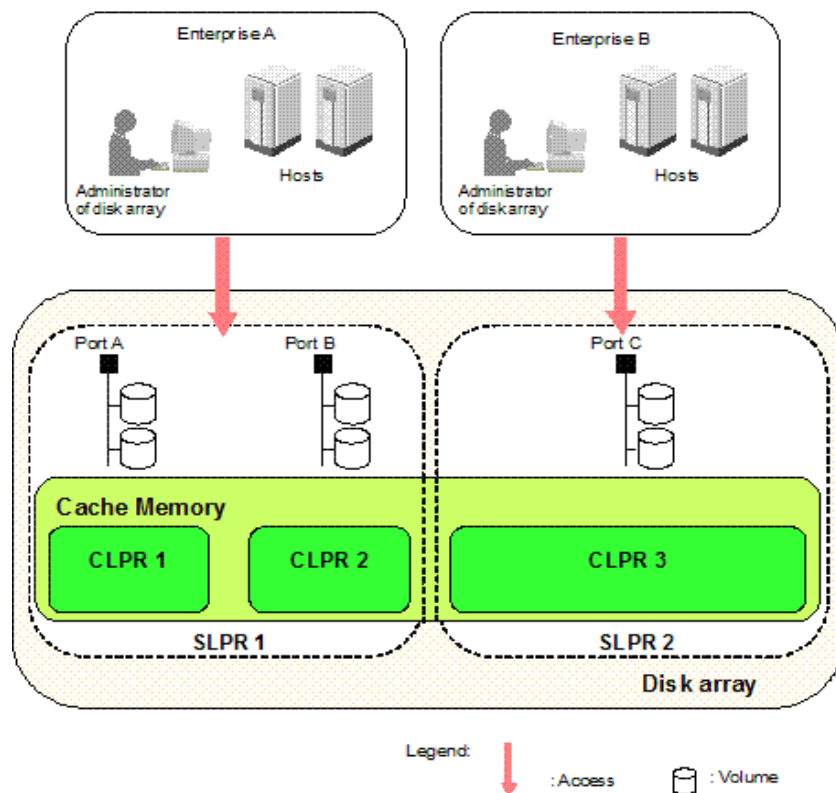 Enterprise A
Administrator
of disk array
Hosts
Enterprise B
Administrator
of disk array
Hosts
Port A
Port B
Port C
Cache Memory
CLPR 1
CLPR 2
CLPR 3
SLPR 1
SLPR 2
Disk array
Legend:
: Access
: Volume